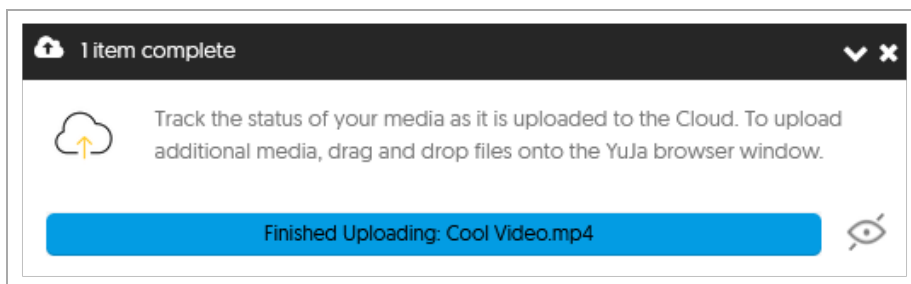 1 item complete
Track the status of your media as it is uploaded to the Cloud. To upload
additional media, drag and drop files onto the YuJa browser window.
Finished Uploading: Cool Video.mp4